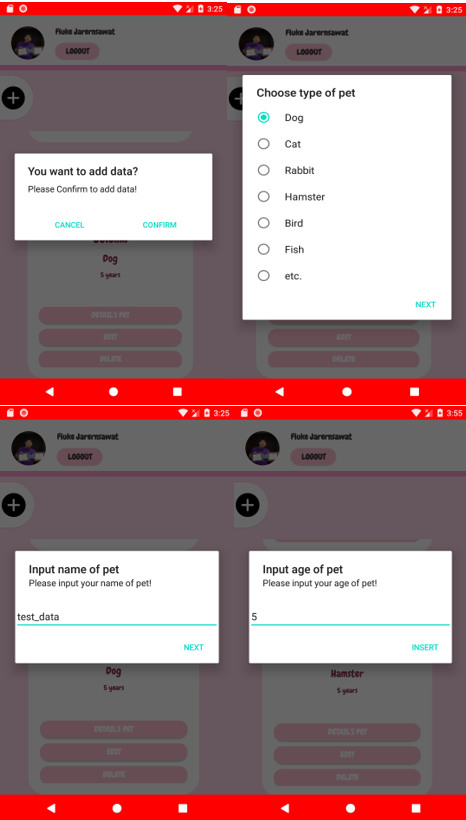 3:25
Fluke Jarernsawat
LOGOUT
You want to add data?
Please Confirm to add data!
CANCEL
CONFIRM
Dog
5 years
DETAILS PET
EDIT
DELETE
3:25
Fluke Jarernsawat
LOGOUT
Choose type of pet
Dog
Cat
Rabbit
Hamster
Bird
Fish
etc.
NEXT
EDIT
DELETE
3:25
Fluke Jarernsawat
LOGOUT
Input name of pet
Please input your name of pet!
test_data
NEXT
Dog
5 years
DETAILS PET
EDIT
DELETE
3:55
Fluke Jarernsawat
LOGOUT
Input age of pet
Please input your age of pet!
5
INSERT
Hamster
5 years
DETAILS PET
EDIT
DELETE